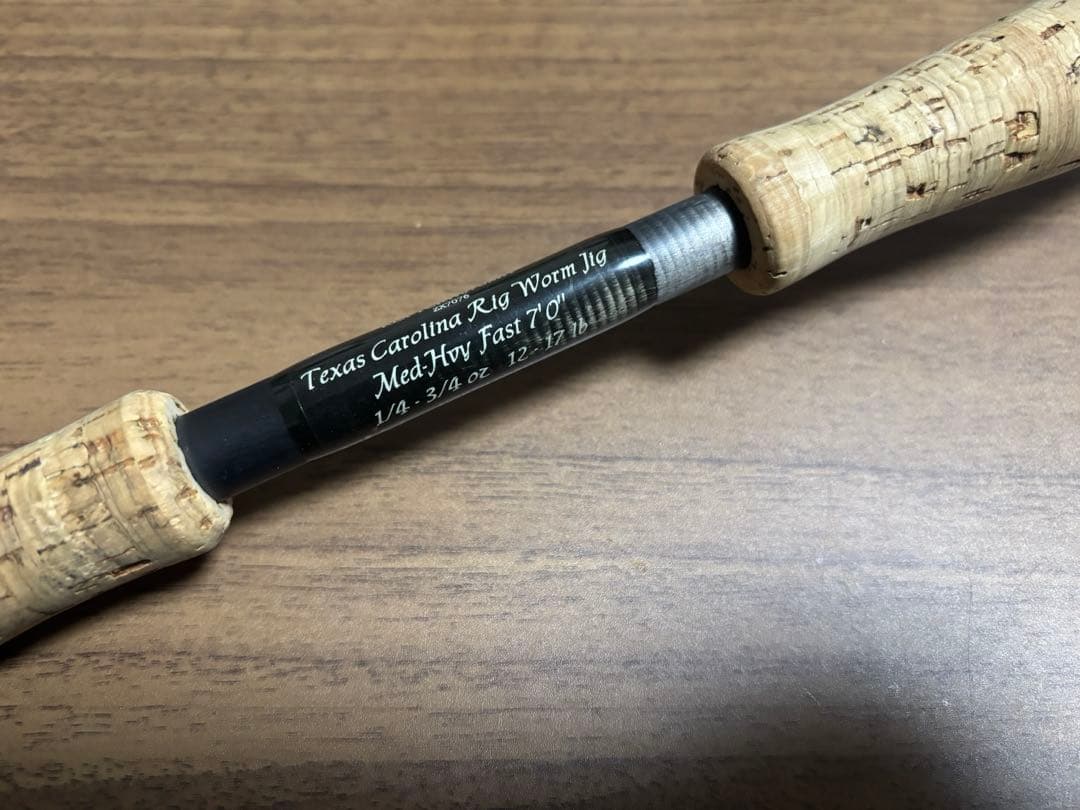 Texas Carolina Rig Worm Jig
Med-Hvy Fast 7'0"
1/4 - 3/4 oz 12 - 17 lb